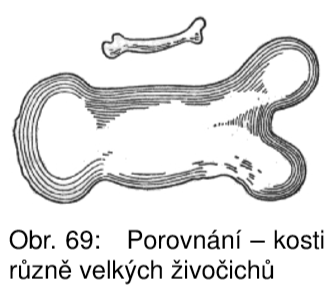 Obr. 69: Porovnání – kosti
různě velkých živočichů